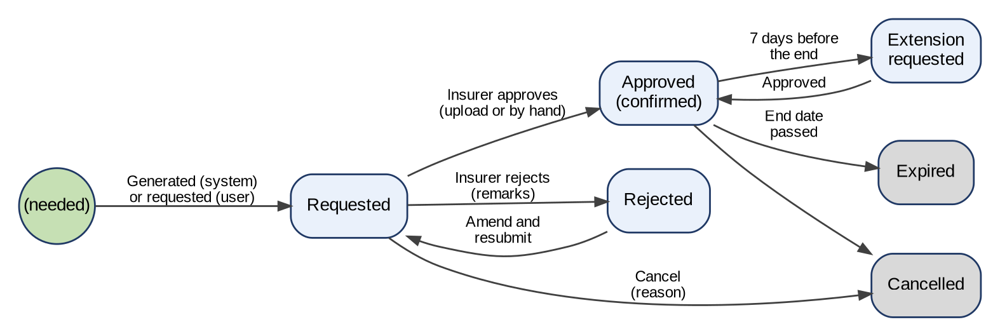 (needed)
Generated (system)
or requested (user)
Requested
Insurer approves
(upload or by hand)
Insurer rejects
(remarks)
Amend and
resubmit
Cancel
(reason)
Approved
(confirmed)
Rejected
7 days before
the end
Approved
End date
passed
Extension
requested
Expired
Cancelled